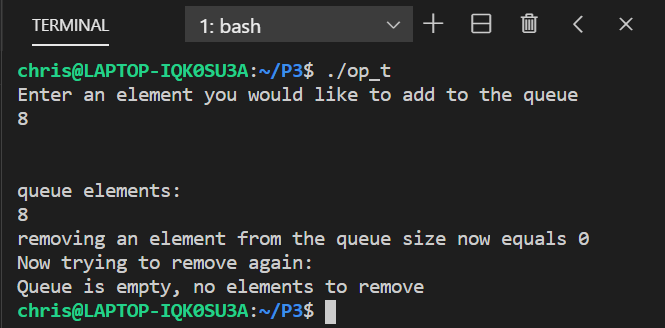 TERMINAL
1: bash
chris@LAPTOP-IQK0SU3A:~/P3$ ./op_t
Enter an element you would like to add to the queue
8
queue elements:
8
removing an element from the queue size now equals 0
Now trying to remove again:
Queue is empty, no elements to remove
chris@LAPTOP-IQK0SU3A:~/P3$